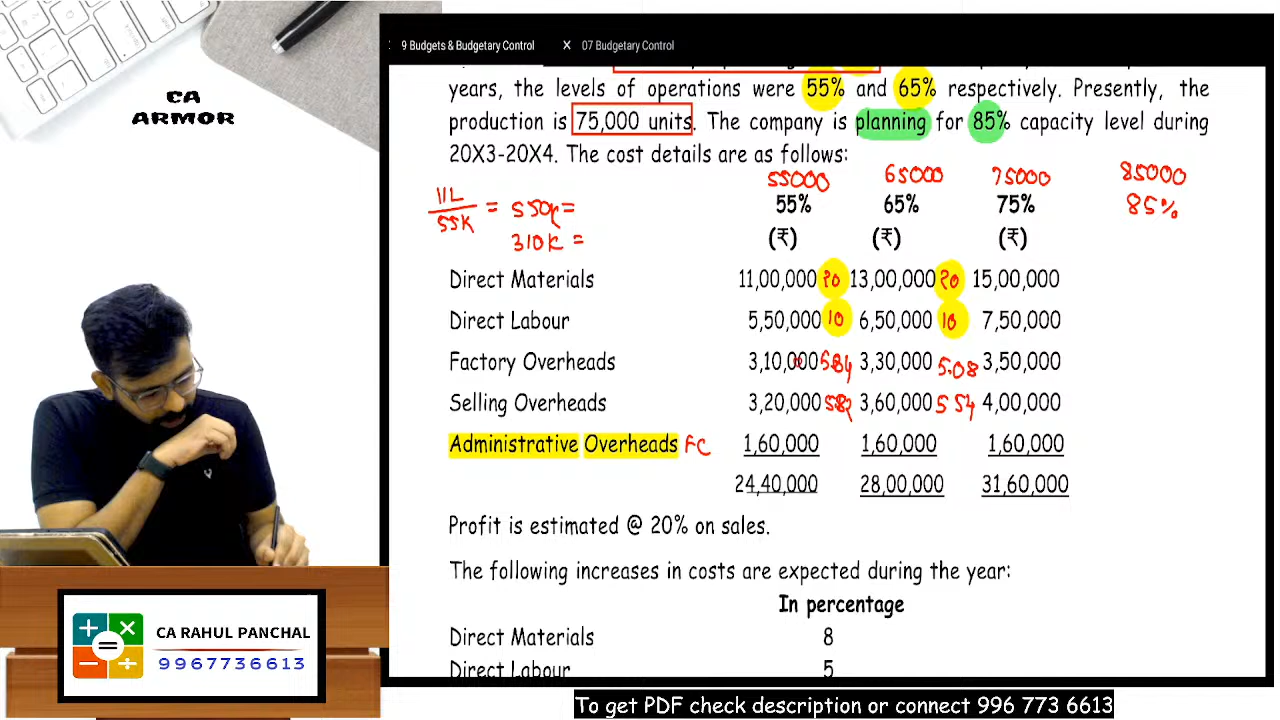 9 Budgets & Budgetary Control × 07 Budgetary Control
CA
ARMOR
years, the levels of operations were 55% and 65% respectively. Presently, the
production is 75,000 units. The company is planning for 85% capacity level during
20X3-20X4. The cost details are as follows:
55000 65000 75000 85000
11L
55K = 550K=
310K =
55% 65% 75% 85%
(₹) (₹) (₹)
Direct Materials 11,00,000 20 13,00,000 20 15,00,000
Direct Labour 5,50,000 10 6,50,000 10 7,50,000
Factory Overheads 3,10,000 5.08 3,30,000 3,50,000
Selling Overheads 3,20,000 3,60,000 5 54 4,00,000
Administrative Overheads FC 1,60,000 1,60,000 1,60,000
24,40,000 28,00,000 31,60,000
Profit is estimated @ 20% on sales.
The following increases in costs are expected during the year:
In percentage
Direct Materials 8
Direct Labour 5
CA RAHUL PANCHAL
9967736613
To get PDF check description or connect 996 773 6613